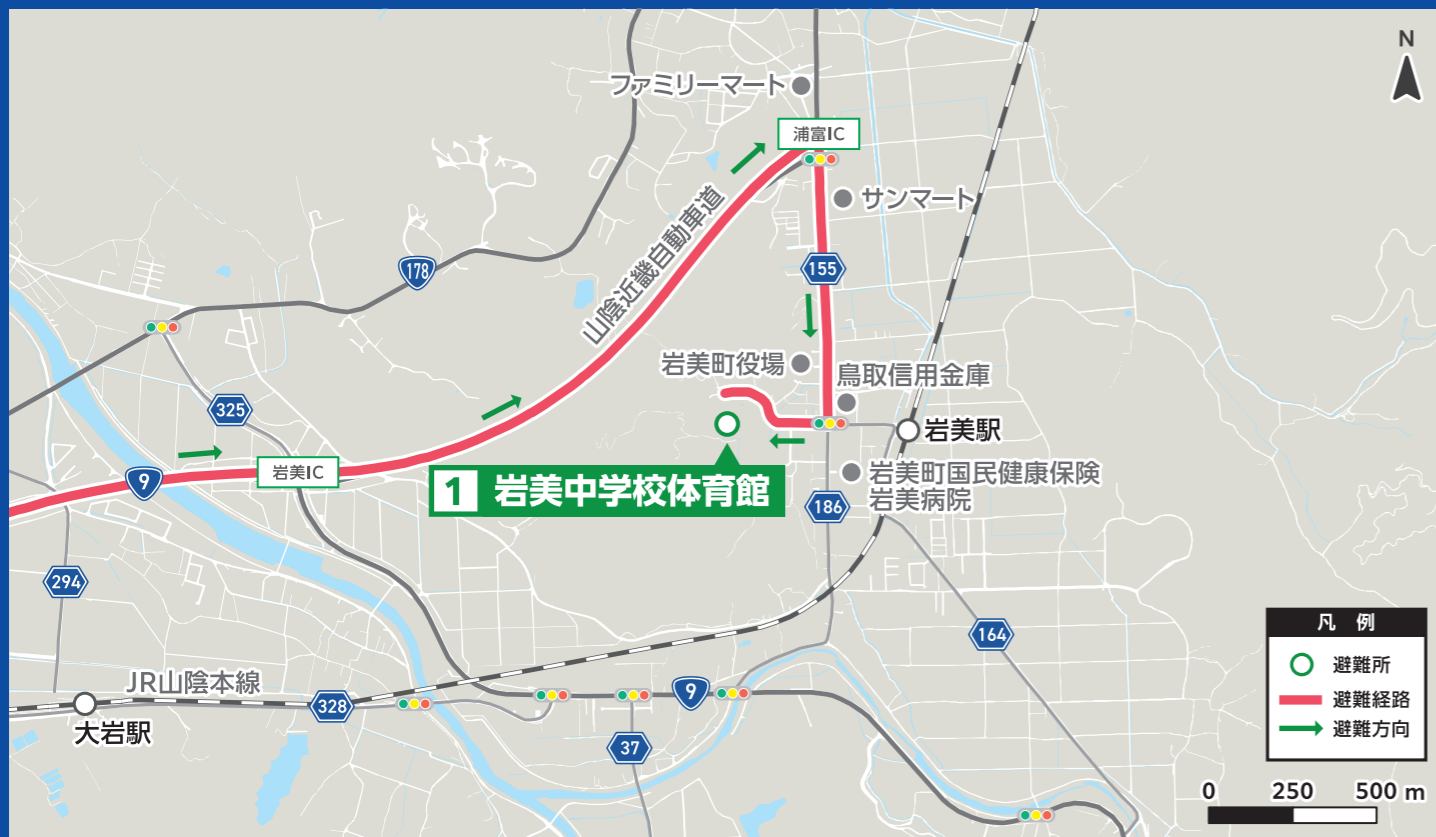 N
ファミリーマート
浦富IC
サンマート
山陰近畿自動車道
178
155
岩美町役場
鳥取信用金庫
325
岩美駅
岩美IC
9
1 岩美中学校体育館
岩美町国民健康保険
岩美病院
186
294
164
JR山陰本線
328
9
大岩駅
37
凡 例
避難所
避難経路
避難方向
0 250 500 m